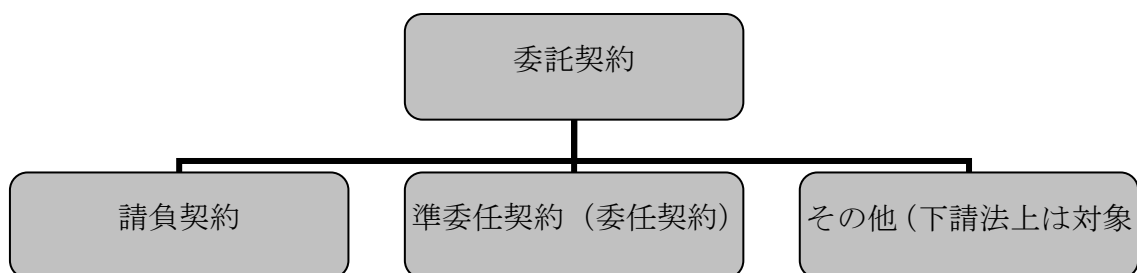 委託契約
請負契約
準委任契約（委任契約）
その他（下請法上は対象